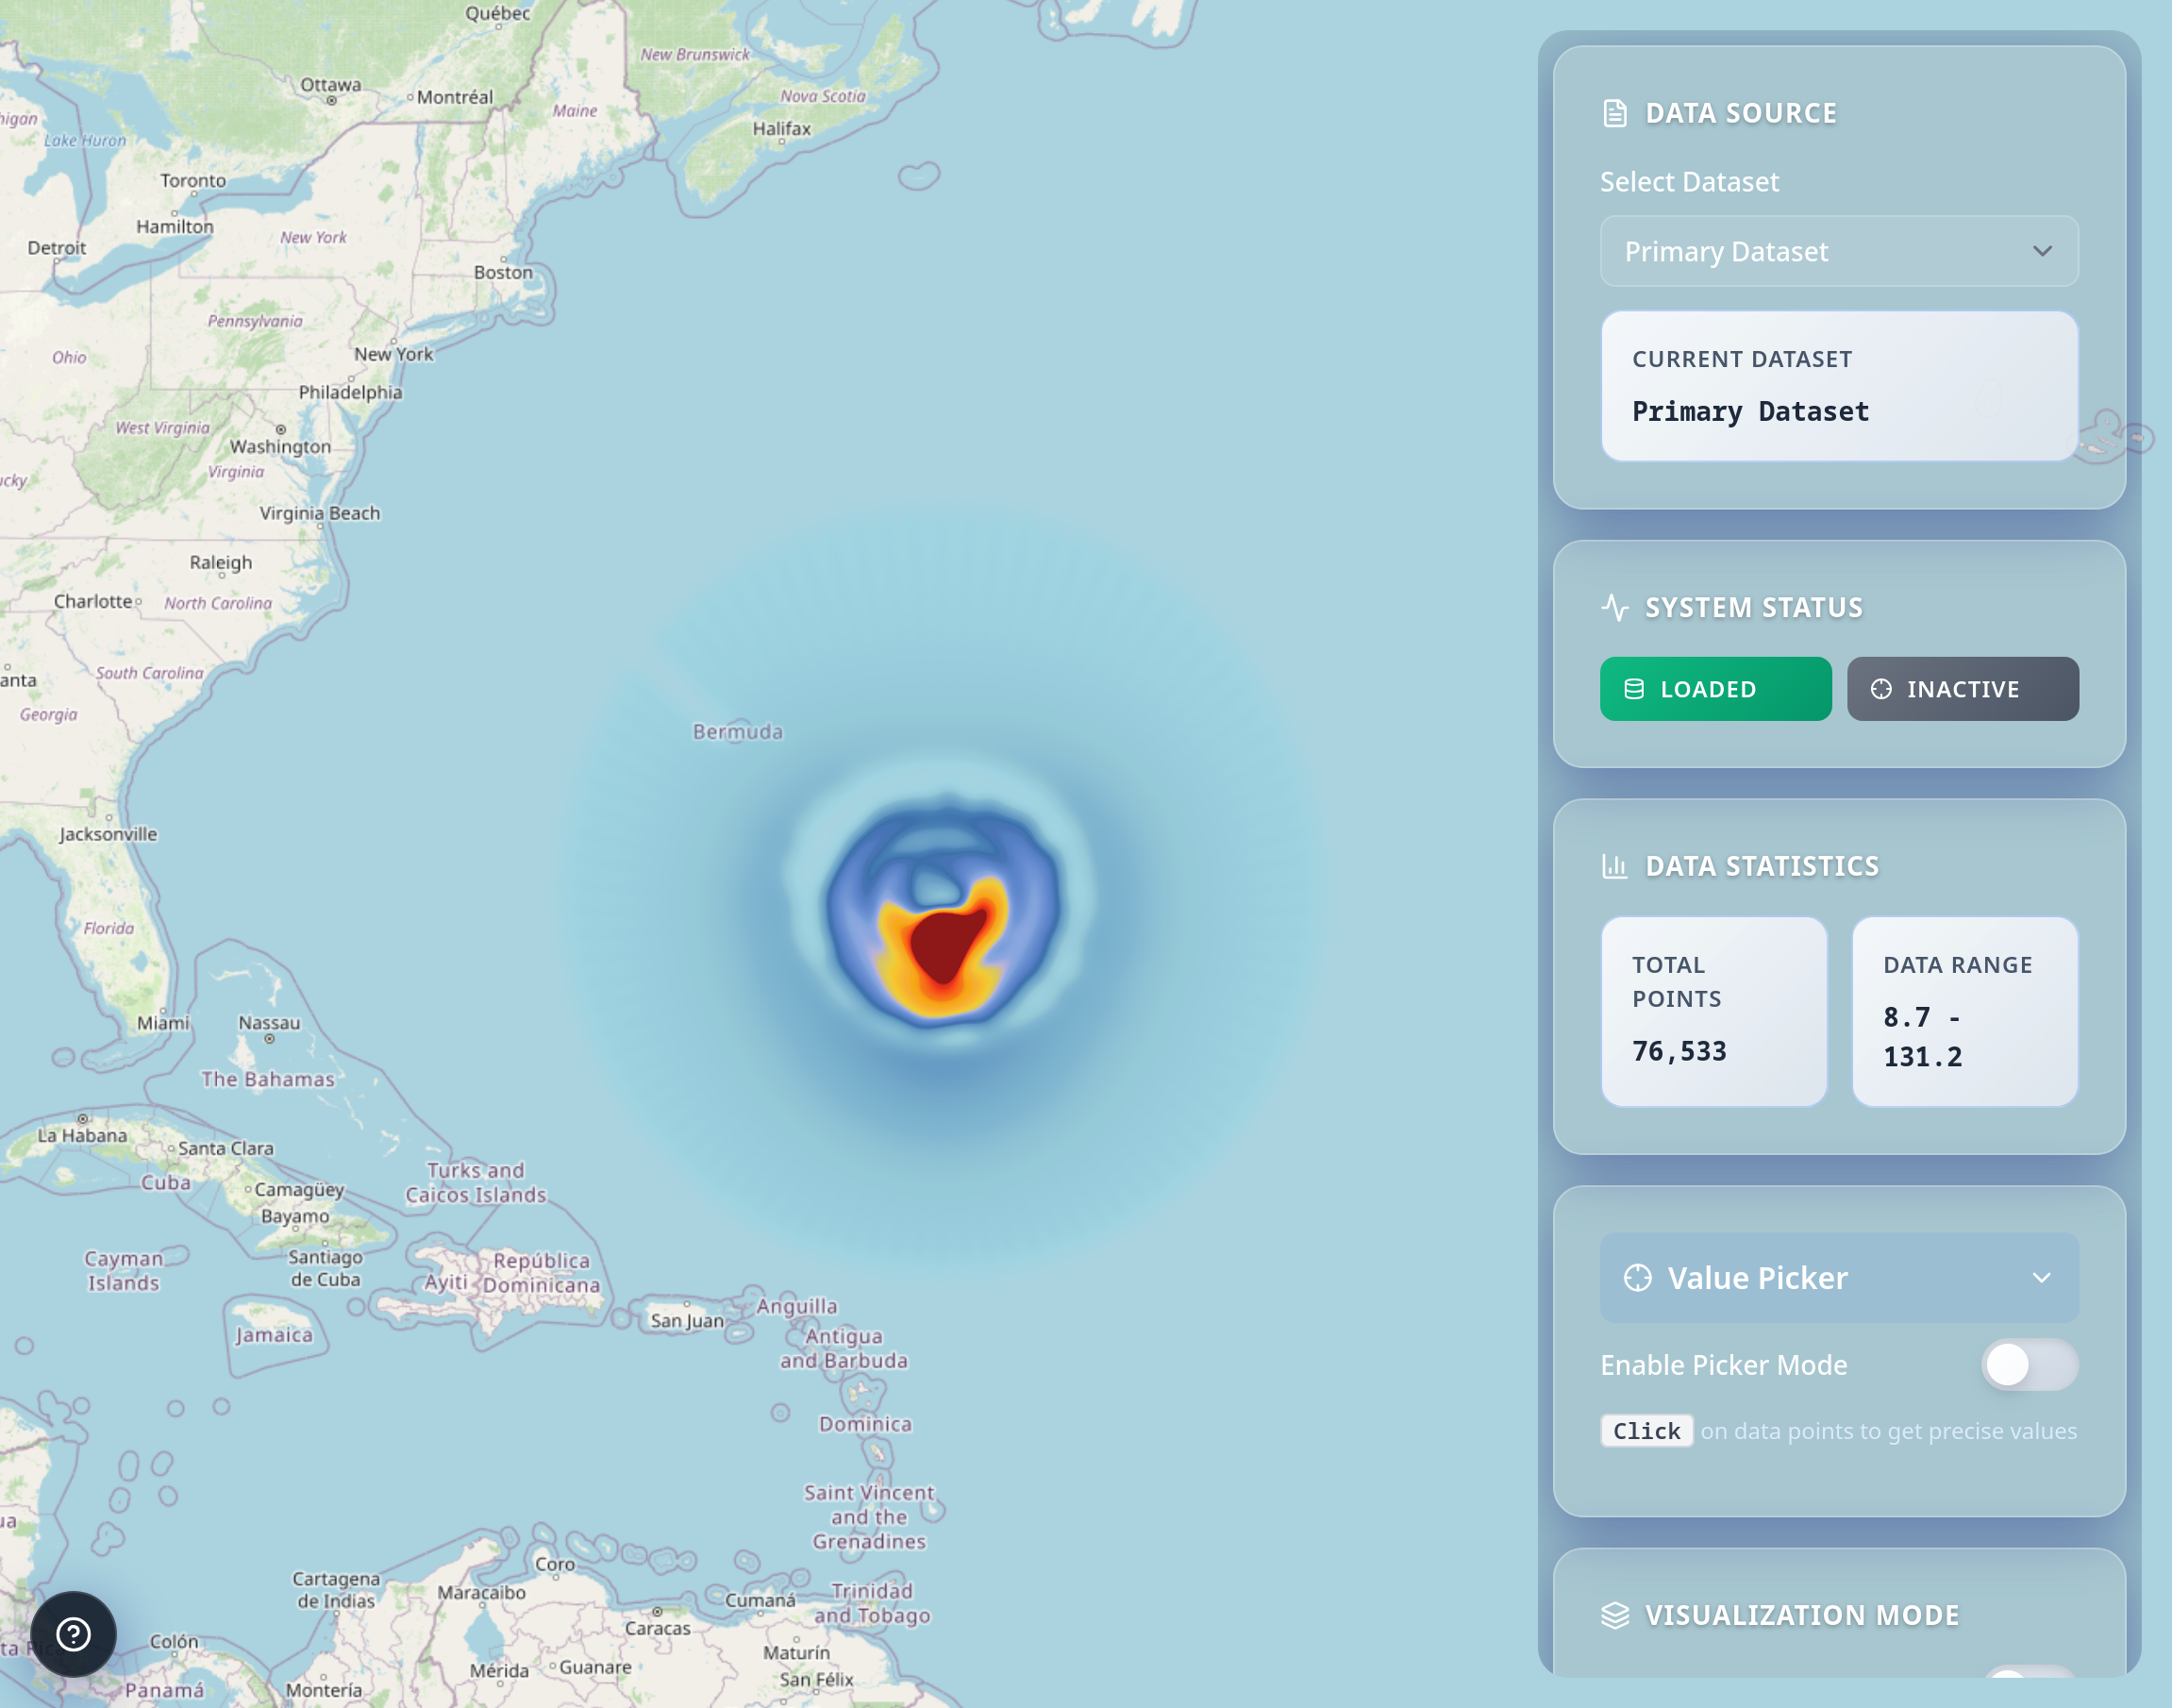 Québec
New Brunswick
Ottawa
Montréal
Maine
Nova Scotia
higan
Lake Huron
Halifax
Toronto
Hamilton
New York
Detroit
Boston
Pennsylvania
Ohio
New York
Philadelphia
West Virginia
Washington
Virginia
ucky
Virginia Beach
Raleigh
Charlotte
North Carolina
South Carolina
anta
Georgia
Bermuda
Jacksonville
Florida
Miami
Nassau
The Bahamas
La Habana
Santa Clara
Cuba
Turks and
Caicos Islands
Camagüey
Bayamo
Cayman
Islands
Santiago
de Cuba
Ayiti
República
Dominicana
Jamaica
San Juan
Anguilla
Antigua
and Barbuda
Dominica
Saint Vincent
and the
Grenadines
ua
Coro
Cartagena
de Indias
Maracaibo
Cumaná
Trinidad
and Tobago
Caracas
Colón
Maturín
Mérida
Guanare
San Félix
Panamá
Montería
DATA SOURCE
Select Dataset
Primary Dataset
CURRENT DATASET
Primary Dataset
SYSTEM STATUS
LOADED
INACTIVE
DATA STATISTICS
TOTAL
POINTS
76,533
DATA RANGE
8.7 -
131.2
Value Picker
Enable Picker Mode
Click on data points to get precise values
VISUALIZATION MODE